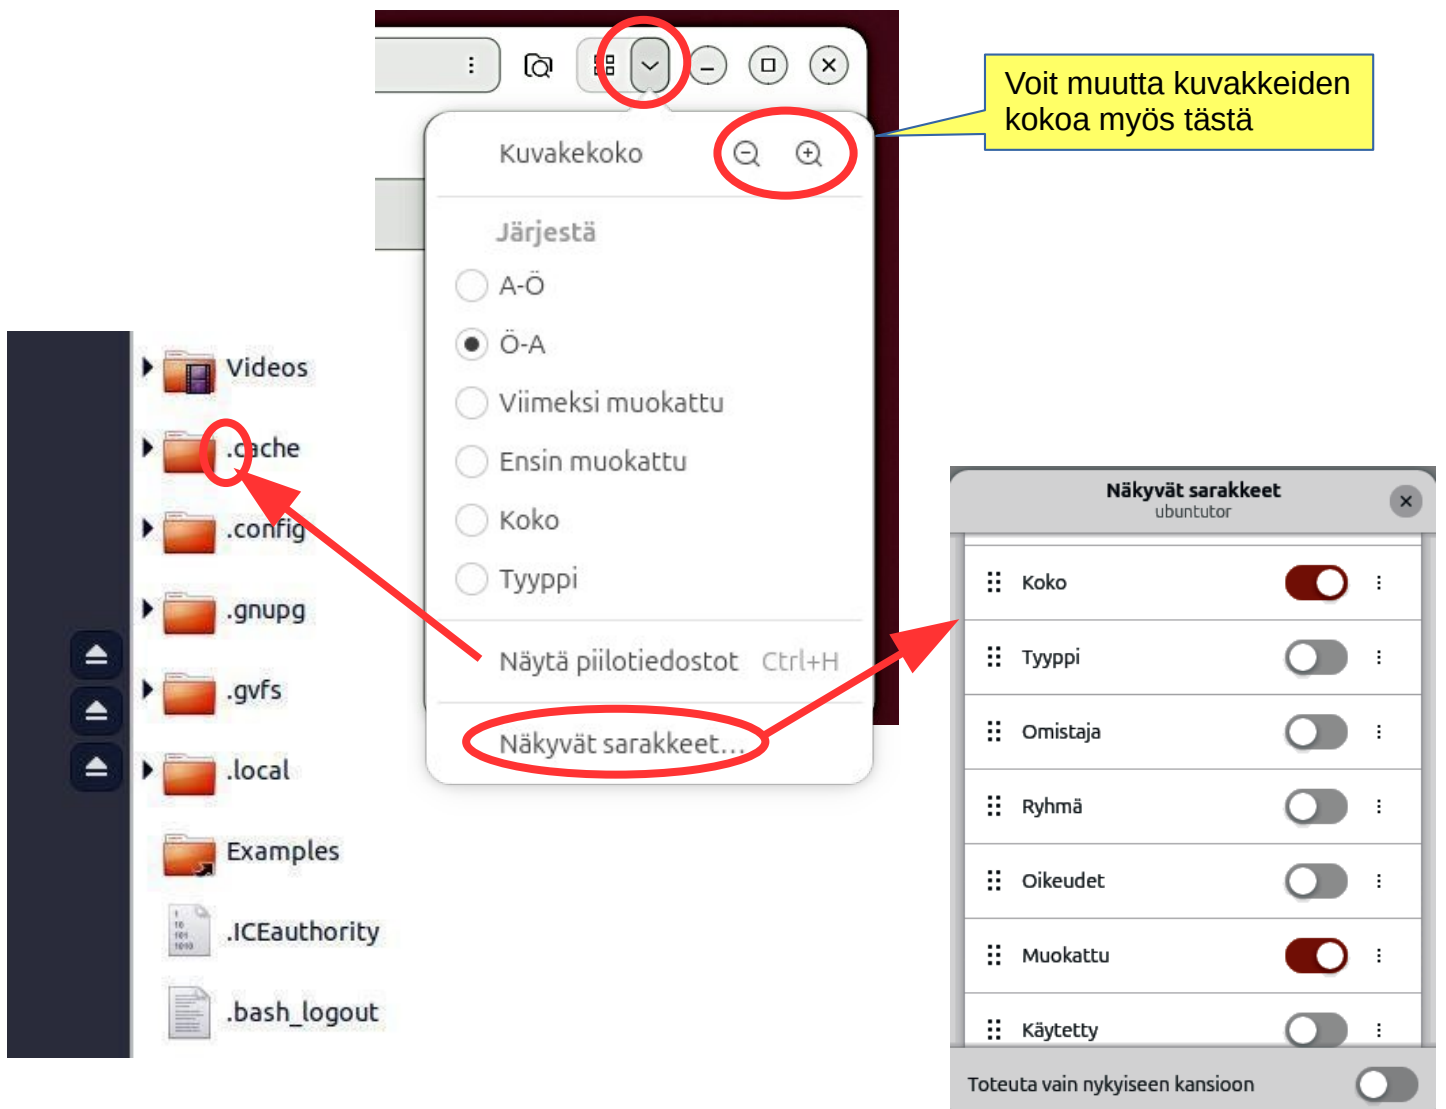 Voit muutta kuvakkeiden
kokoa myös tästä
Kuvakekoko
Järjestä
A-Ö
Ö-A
Viimeksi muokattu
Ensin muokattu
Koko
Tyyppi
Näytä piilotiedostot Ctrl+H
Näkyvät sarakkeet...
Videos
.cache
.config
.gnupg
.gvfs
.local
Examples
.ICEauthority
.bash_logout
Näkyvät sarakkeet
ubuntutor
Koko
Tyyppi
Omistaja
Ryhmä
Oikeudet
Muokattu
Käytetty
Toteuta vain nykyiseen kansioon